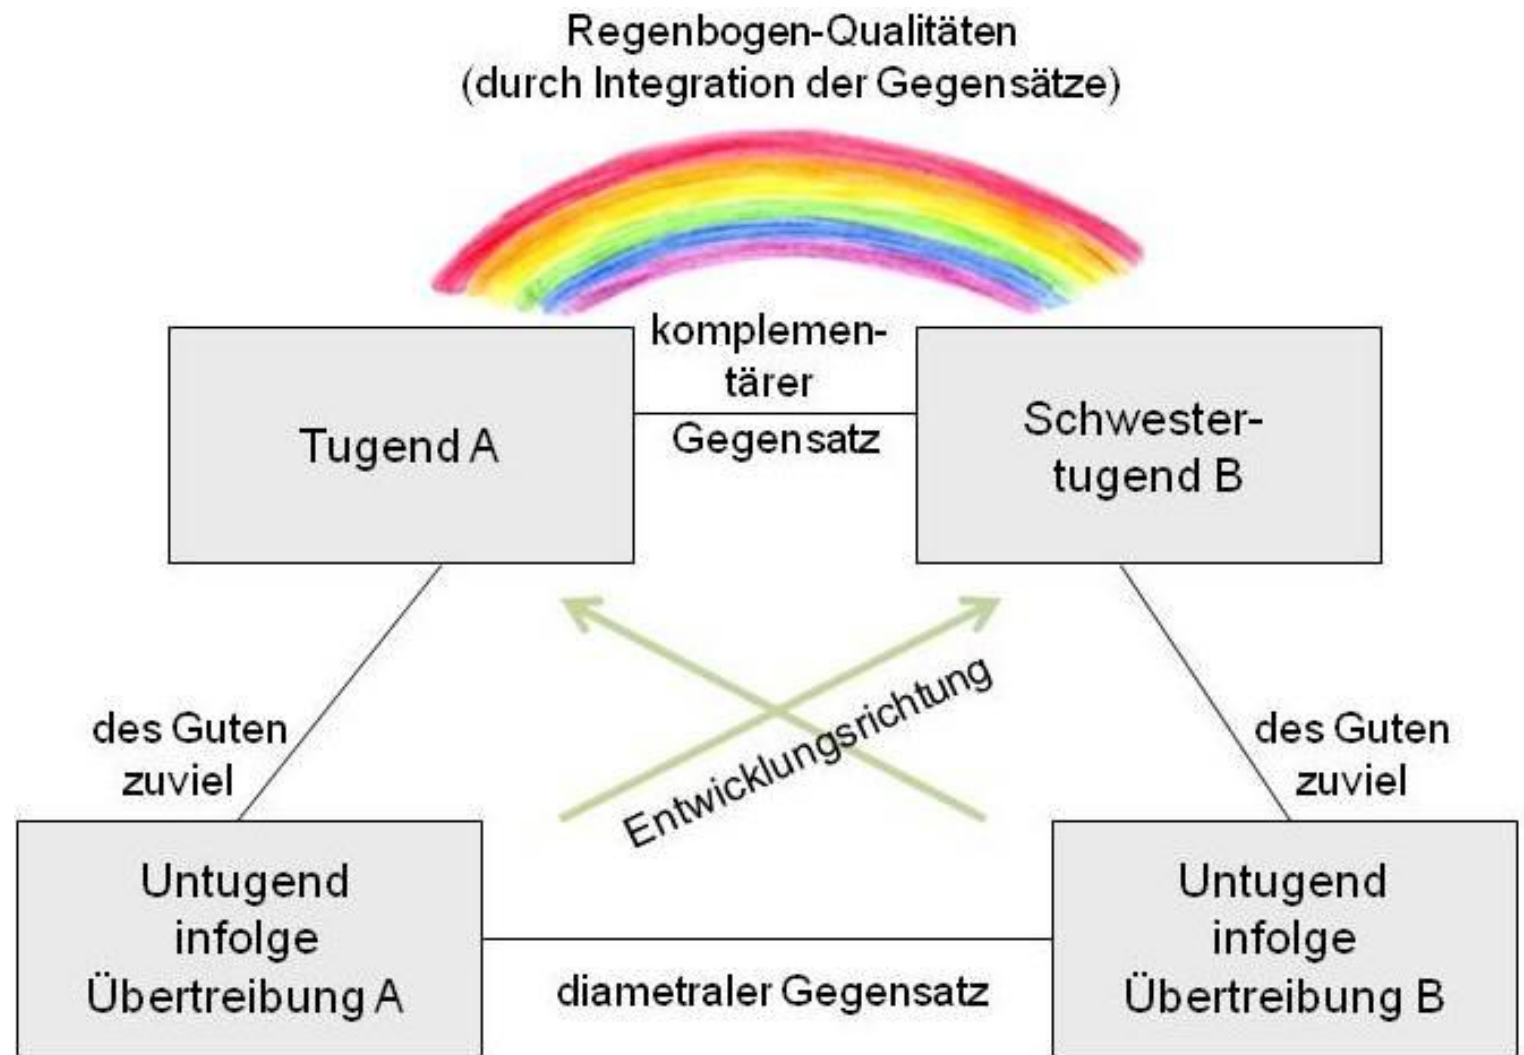 Regenbogen-Qualitäten
(durch Integration der Gegensätze)
komplemen-
tärer
Gegensatz
Tugend A
Schwester-
tugend B
des Guten
zuviel
Entwicklungsrichtung
des Guten
zuviel
Untugend
infolge
Übertreibung A
diametraler Gegensatz
Untugend
infolge
Übertreibung B